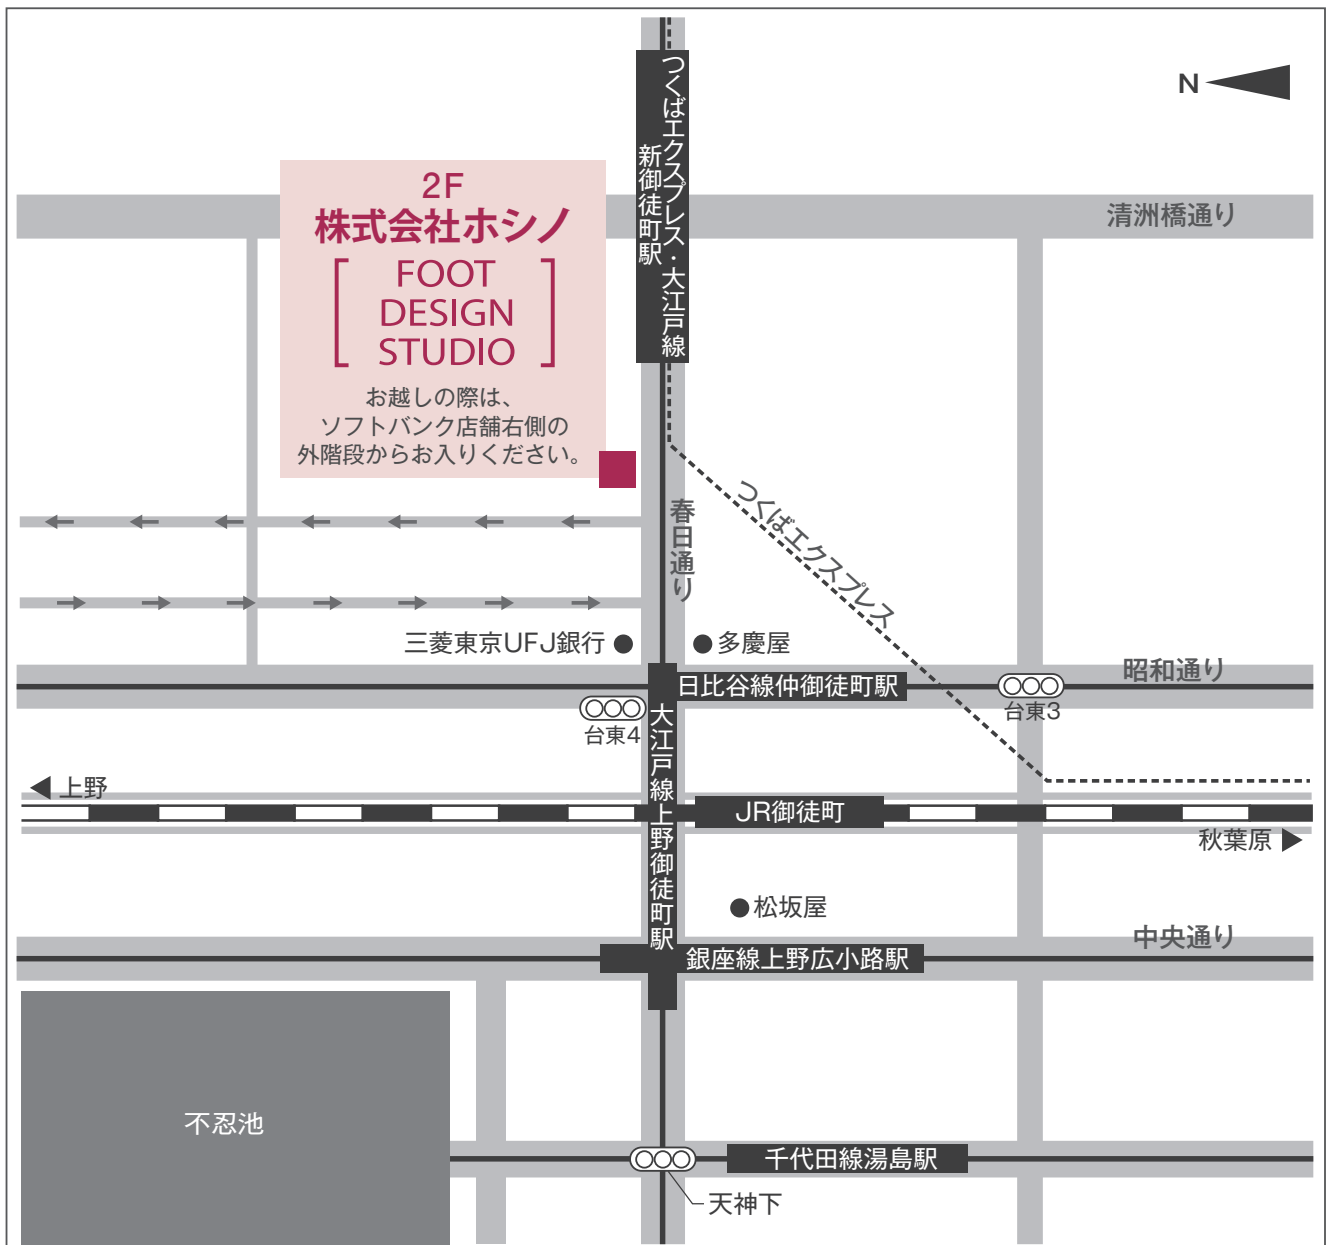 つくばエクスプレス・大江戸線
新御徒町駅
N
2F
株式会社ホシノ
FOOT
DESIGN
STUDIO
お越しの際は、
ソフトバンク店舗右側の
外階段からお入りください。
清洲橋通り
春日通り
つくばエクスプレス
三菱東京UFJ銀行
多慶屋
昭和通り
日比谷線仲御徒町駅
台東4
台東3
大江戸線上野御徒町駅
上野
JR御徒町
秋葉原
松坂屋
中央通り
銀座線上野広小路駅
不忍池
千代田線湯島駅
天神下